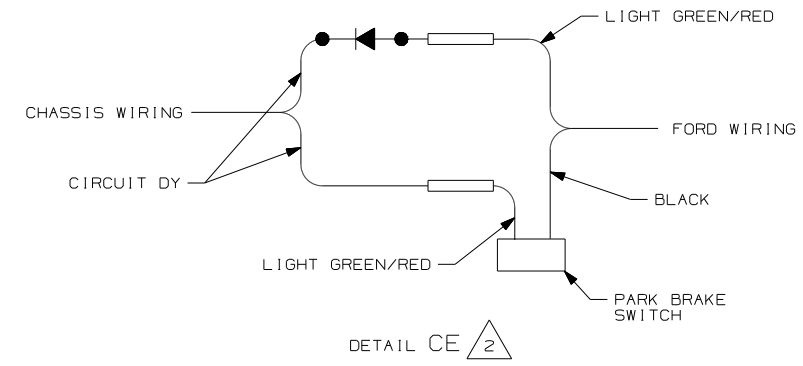 LIGHT GREEN/RED
CHASSIS WIRING
FORD WIRING
CIRCUIT DY
BLACK
LIGHT GREEN/RED
PARK BRAKE
SWITCH
DETAIL CE 2